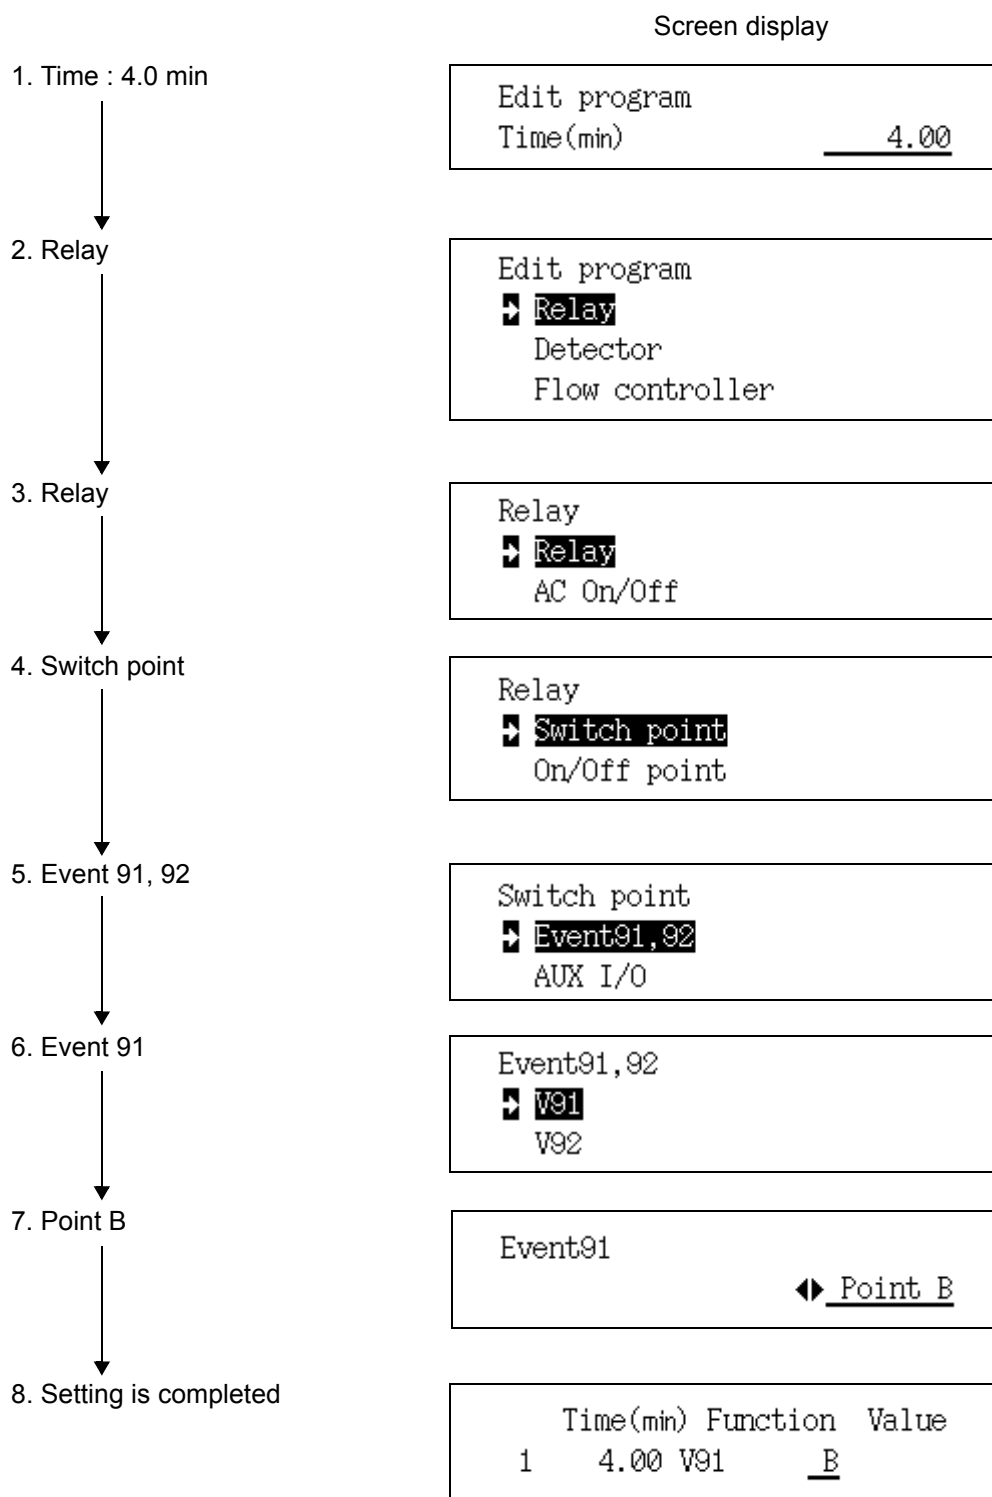 Screen display
1. Time : 4.0 min
Edit program
Time(min) 4.00
2. Relay
Edit program
Relay
Detector
Flow controller
3. Relay
Relay
Relay
AC On/Off
4. Switch point
Relay
Switch point
On/Off point
5. Event 91, 92
Switch point
Event91,92
AUX I/O
6. Event 91
Event91,92
V91
V92
7. Point B
Event91
Point B
8. Setting is completed
Time(min) Function Value
1 4.00 V91 B